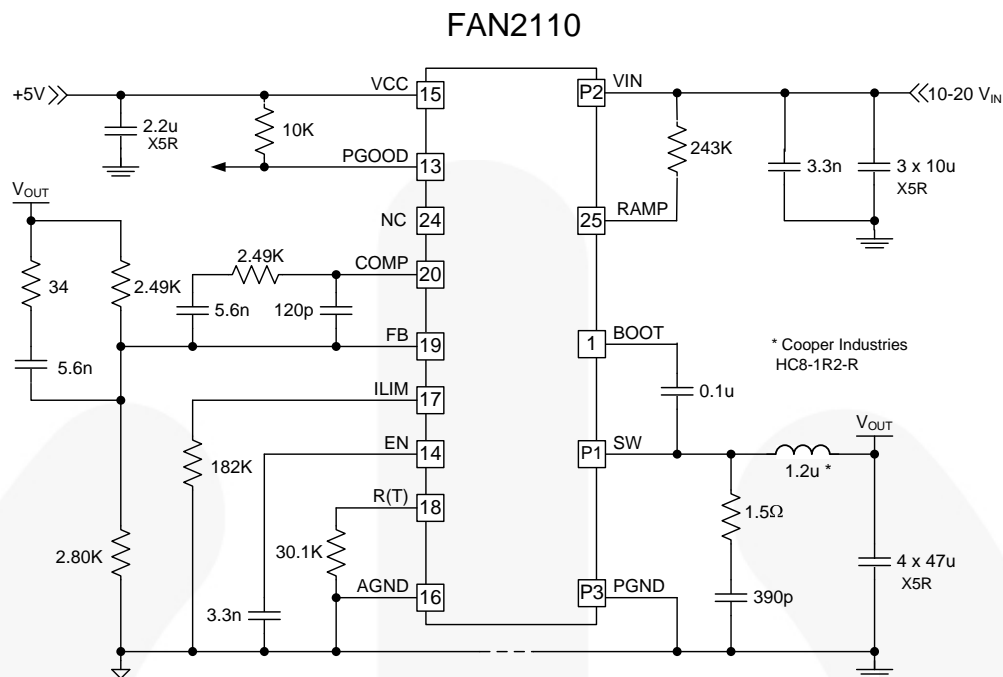 FAN2110
+5V
VCC
15
P2
VIN
10-20 VIN
2.2u
X5R
10K
PGOOD
13
243K
3.3n
3 x 10u
X5R
VOUT
NC
24
25
RAMP
34
2.49K
2.49K
COMP
20
5.6n
120p
5.6n
FB
19
1
BOOT
* Cooper Industries
HC8-1R2-R
0.1u
ILIM
17
182K
EN
14
P1
SW
1.2u *
VOUT
R(T)
18
1.5Ω
2.80K
30.1K
4 x 47u
X5R
AGND
16
P3
PGND
390p
3.3n